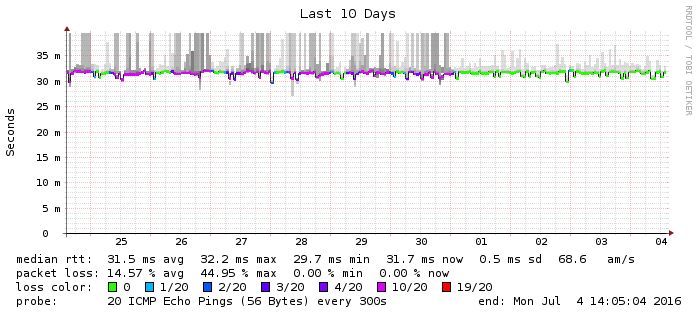 Last 10 Days
RRDTOOL / TOBI OETIKER
Seconds
35 m
30 m
25 m
20 m
15 m
10 m
5 m
0
25 26 27 28 29 30 01 02 03 04
median rtt: 31.5 ms avg 32.2 ms max 29.7 ms min 31.7 ms now 0.5 ms sd 68.6 am/s
packet loss: 14.57 % avg 44.95 % max 0.00 % min 0.00 % now
loss color: 0 1/20 2/20 3/20 4/20 10/20 19/20
probe: 20 ICMP Echo Pings (56 Bytes) every 300s end: Mon Jul 4 14:05:04 2016